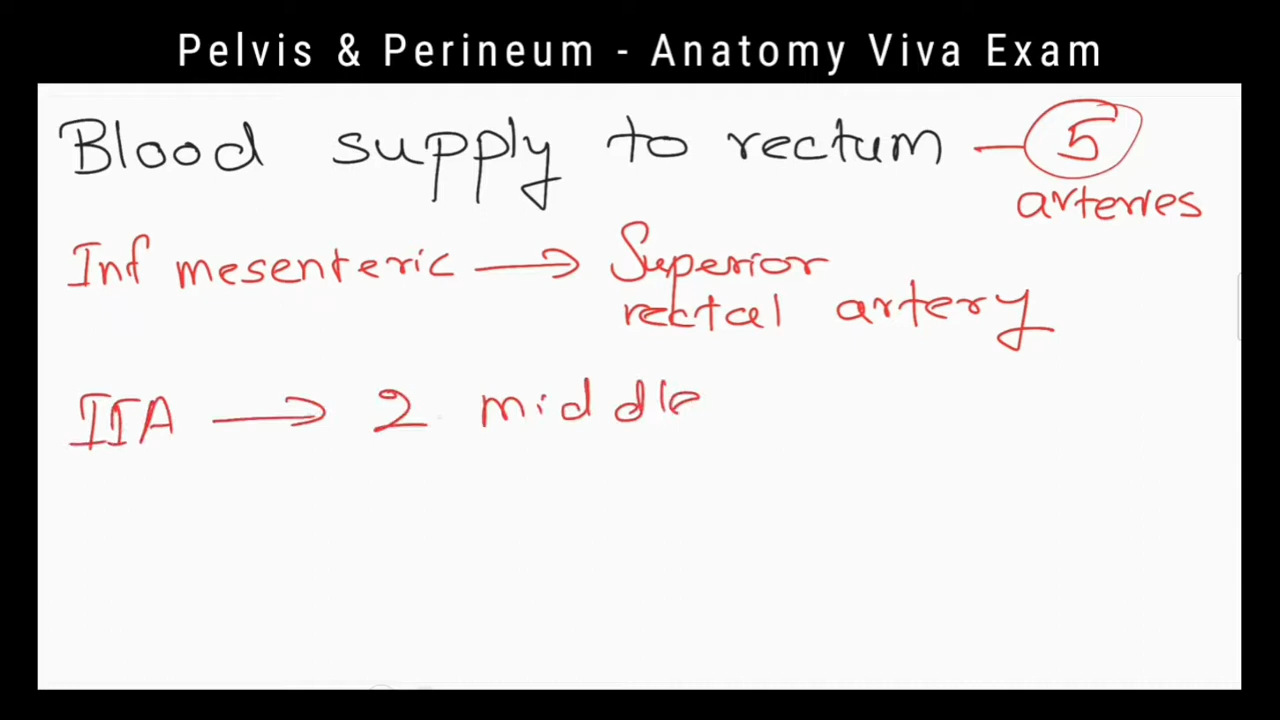 Pelvis & Perineum - Anatomy Viva Exam
Blood supply to rectum — 5
arteries
Inf mesenteric → Superior
rectal artery
IIA → 2 middle